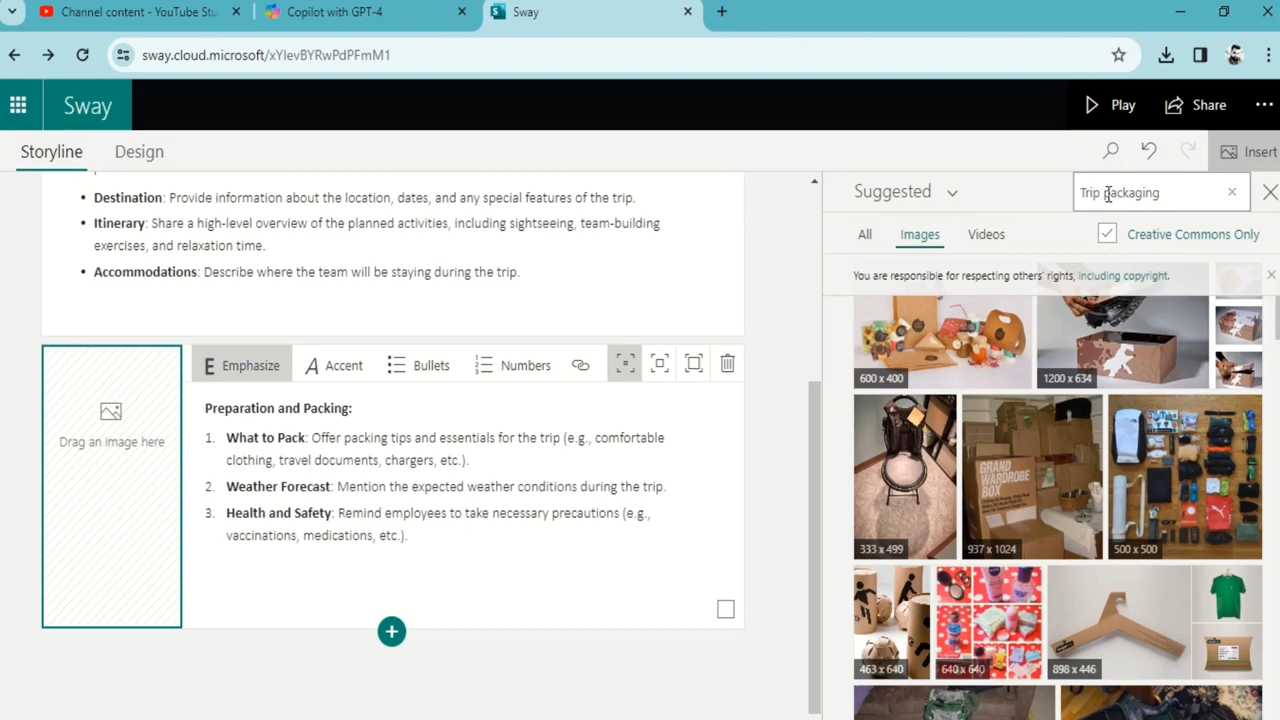 Channel content - YouTube Stu
Copilot with GPT-4
Sway
sway.cloud.microsoft/xYlevBYRwPdPFmM1
Sway
Play
Share
Storyline
Design
Insert
• Destination: Provide information about the location, dates, and any special features of the trip.
• Itinerary: Share a high-level overview of the planned activities, including sightseeing, team-building
exercises, and relaxation time.
• Accommodations: Describe where the team will be staying during the trip.
Emphasize
Accent
Bullets
Numbers
Drag an image here
Preparation and Packing:
1. What to Pack: Offer packing tips and essentials for the trip (e.g., comfortable
clothing, travel documents, chargers, etc.).
2. Weather Forecast: Mention the expected weather conditions during the trip.
3. Health and Safety: Remind employees to take necessary precautions (e.g.,
vaccinations, medications, etc.).
Suggested
Trip packaging
All
Images
Videos
Creative Commons Only
You are responsible for respecting others' rights, including copyright.
600 x 400
1200 x 634
GRAND
WARDROBE
BOX
333 x 499
937 x 1024
500 x 500
463 x 640
640 x 640
898 x 446